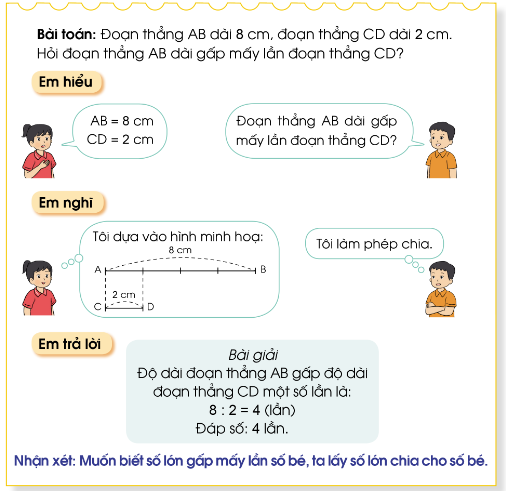 Bài toán: Đoạn thẳng AB dài 8 cm, đoạn thẳng CD dài 2 cm.
Hỏi đoạn thẳng AB dài gấp mấy lần đoạn thẳng CD?
Em hiểu
AB = 8 cm
CD = 2 cm
Đoạn thẳng AB dài gấp
mấy lần đoạn thẳng CD?
Em nghĩ
Tôi dựa vào hình minh hoạ:
8 cm
A
B
2 cm
C
D
Tôi làm phép chia.
Em trả lời
Bài giải
Độ dài đoạn thẳng AB gấp độ dài
đoạn thẳng CD một số lần là:
8 : 2 = 4 (lần)
Đáp số: 4 lần.
Nhận xét: Muốn biết số lớn gấp mấy lần số bé, ta lấy số lớn chia cho số bé.